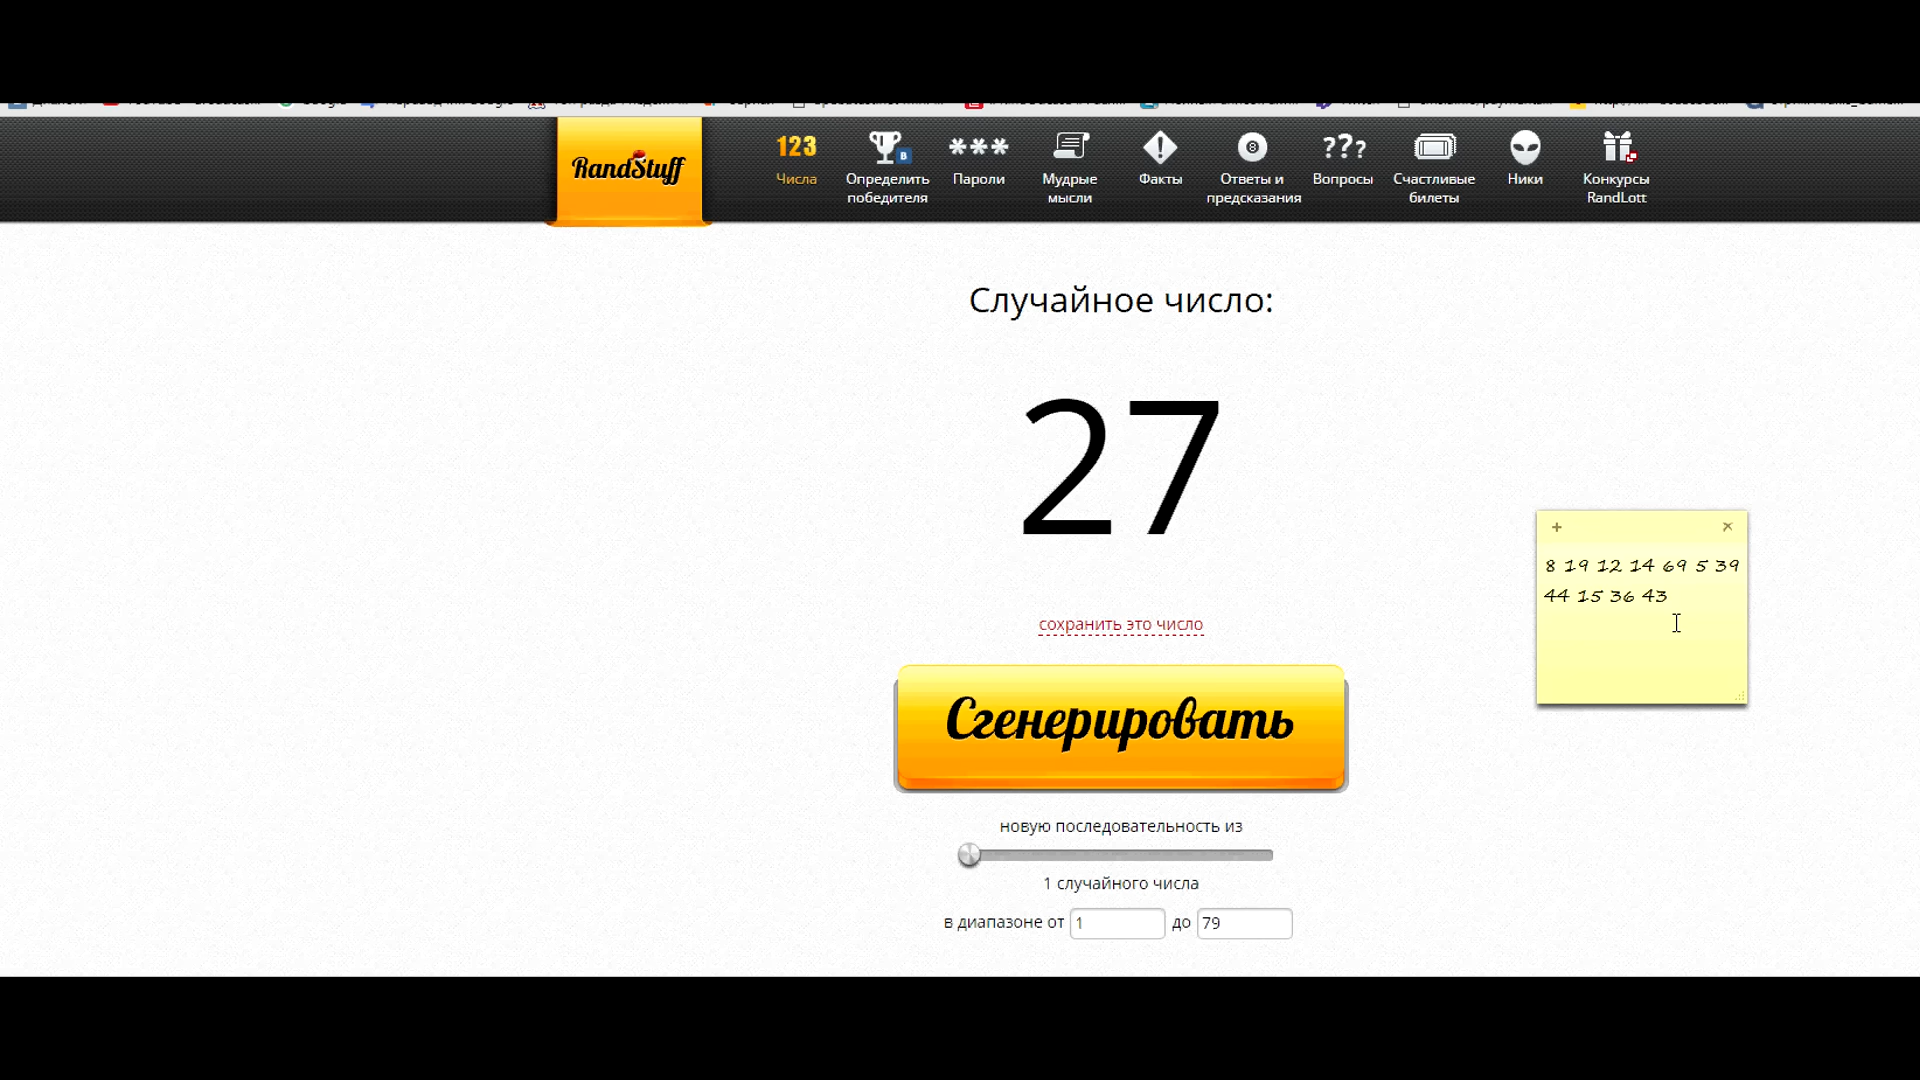 RandStuff
123
Числа
B
Определить
победителя
***
Пароли
Мудрые
мысли
Факты
8
Ответы и
предсказания
???
Вопросы
Счастливые
билеты
Ники
Конкурсы
RandLott
Случайное число:
27
8 19 12 14 69 5 39
44 15 36 43
сохранить это число
Сгенерировать
новую последовательность из
1 случайного числа
в диапазоне от 1 до 79